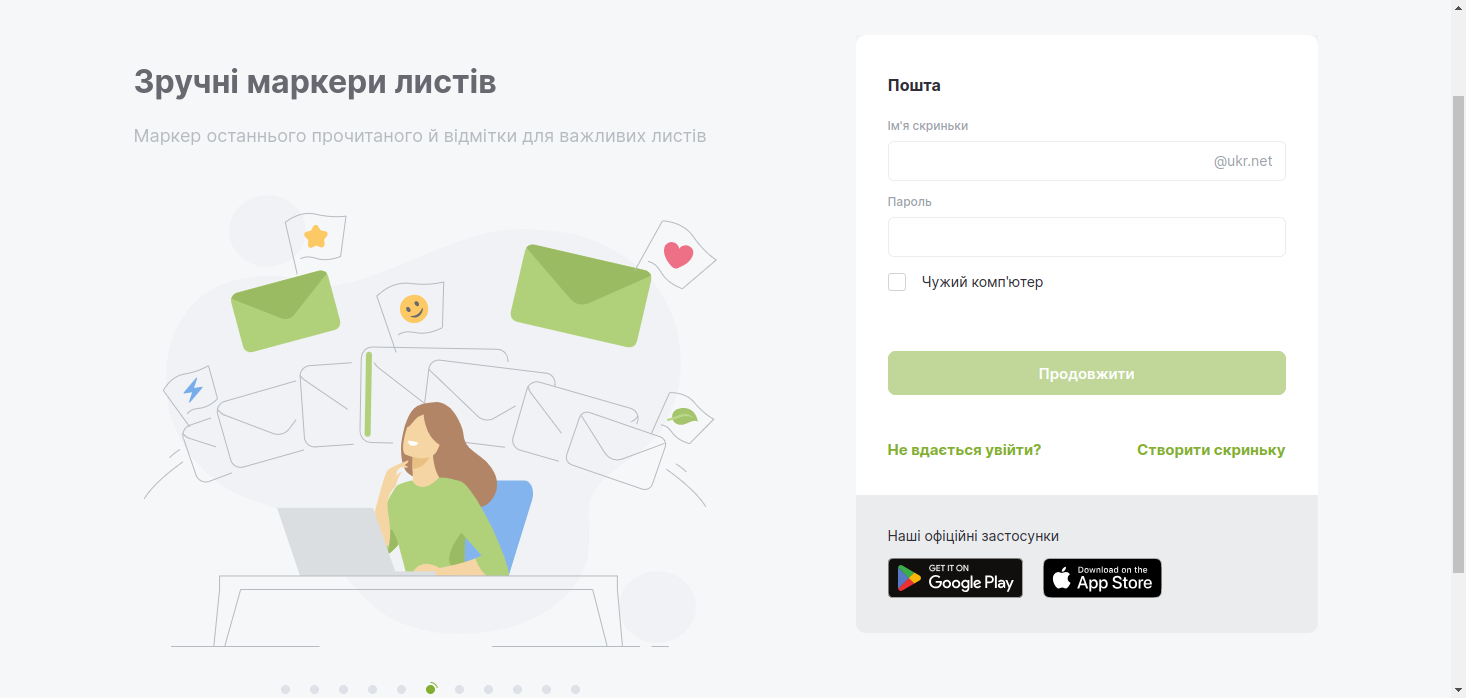 Зручні маркери листів
Маркер останнього прочитаного й відмітки для важливих листів
Пошта
Ім'я скриньки
@ukr.net
Пароль
Чужий комп'ютер
Продовжити
Не вдається увійти?
Створити скриньку
Наші офіційні застосунки
GET IT ON
Google Play
Download on the
App Store